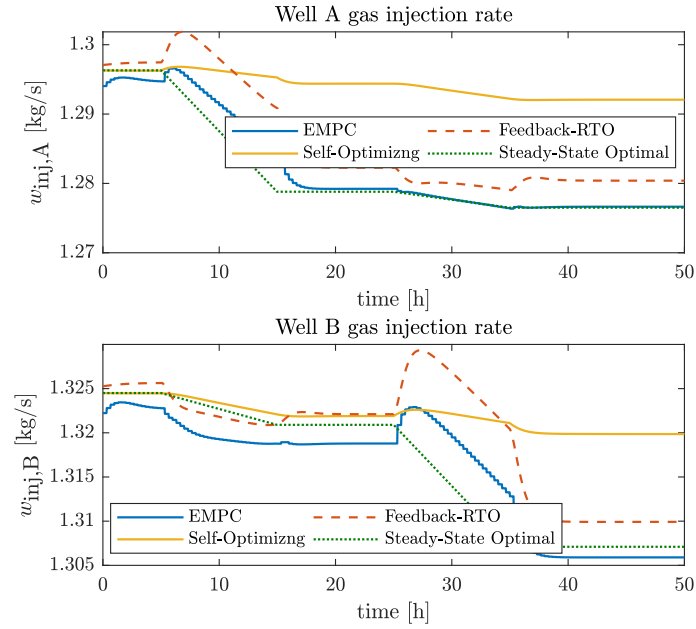 Well A gas injection rate
1.3
1.29
1.28
1.27
w_inj,A [kg/s]
EMPC
Feedback-RTO
Self-Optimizng
Steady-State Optimal
0 10 20 30 40 50
time [h]
Well B gas injection rate
1.325
1.32
1.31
1.305
w_inj,B [kg/s]
EMPC
Feedback-RTO
Self-Optimizng
Steady-State Optimal
0 10 20 30 40 50
time [h]